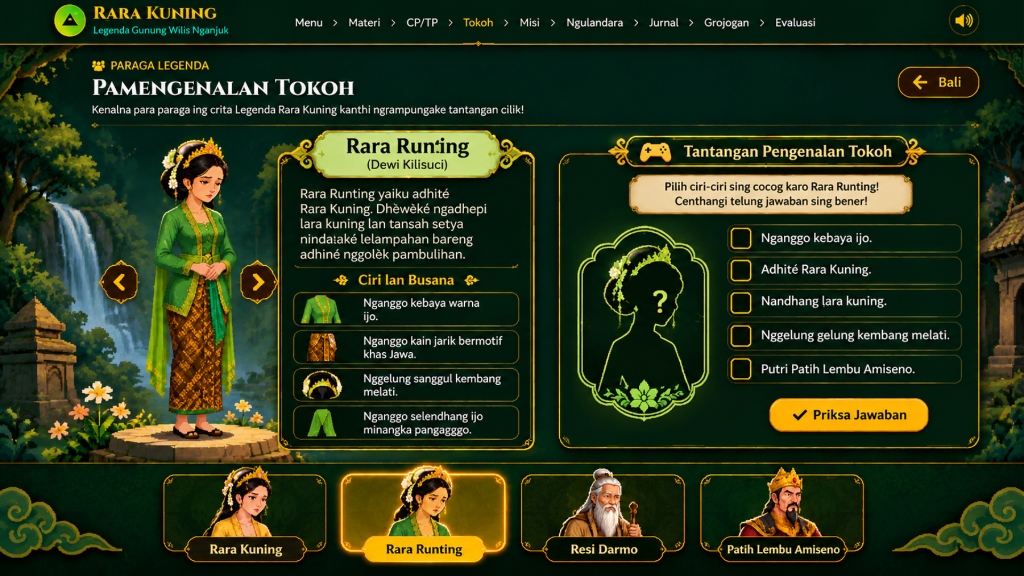 RARA KUNING
Legenda Gunung Wilis Nganjuk
Menu > Materi > CP/TP > Tokoh > Misi > Ngulandara > Jurnal > Grojogan > Evaluasi
PARAGA LEGENDA
PAMENGENALAN TOKOH
Kenalna para paraga ing crita Legenda Rara Kuning kanthi ngrampungake tantangan cilik!
Bali
Rara Runting
(Dewi Kilisuci)
Rara Runting yaiku adhité
Rara Kuning. Dhèwèké ngadhepi
lara kuning lan tansah setya
nindataké lelampahan bareng
adhiné nggolèk pambulihan.
Ciri lan Busana
Nganggo kebaya warna
ijo.
Nganggo kain jarik bermotif
khas Jawa.
Nggelung sanggul kembang
melati.
Nganggo selendhang ijo
minangka pangagggo.
Tantangan Pengenalan Tokoh
Pilih ciri-ciri sing cocog karo Rara Runting!
Centhangi telung jawaban sing bener!
?
Nganggo kebaya ijo.
Adhité Rara Kuning.
Nandhang lara kuning.
Nggelung gelung kembang melati.
Putri Patih Lembu Amiseno.
Priksa Jawaban
Rara Kuning
Rara Runting
Resi Darmo
Patih Lembu Amiseno